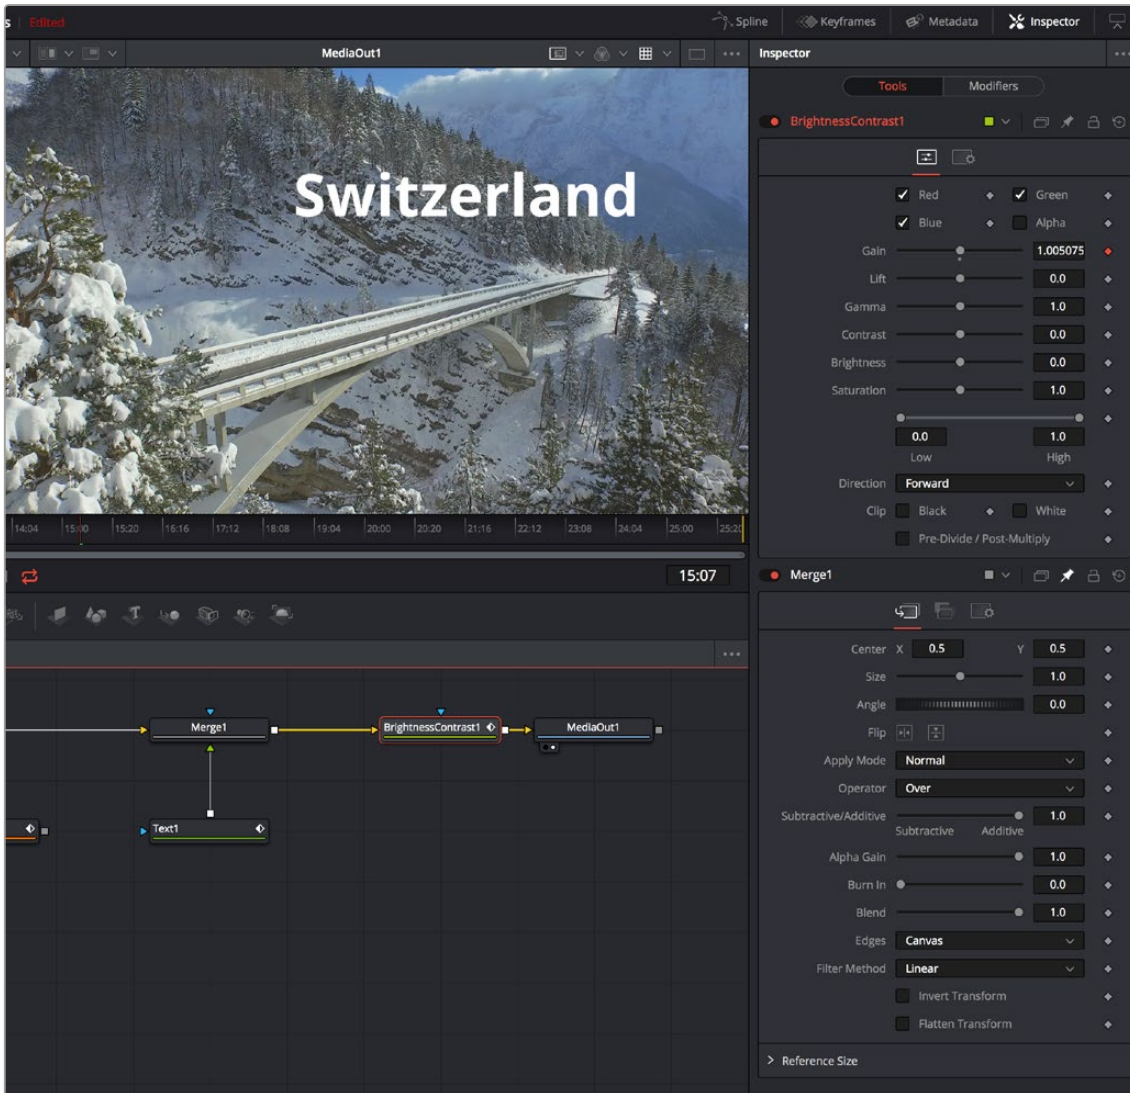 s Edited Spline Keyframes Metadata Inspector
MediaOut1
Inspector
Switzerland
Tools Modifiers
BrightnessContrast1
Red Green
Blue Alpha
Gain 1.005075
Lift 0.0
Gamma 1.0
Contrast 0.0
Brightness 0.0
Saturation 1.0
0.0 1.0
Low High
Direction Forward
Clip Black White
Pre-Divide / Post-Multiply
14:04 15:00 15:20 16:16 17:12 18:08 19:04 20:00 20:20 21:16 22:12 23:08 24:04 25:00 25:20
15:07
Merge1
Center X 0.5 Y 0.5
Size 1.0
Angle 0.0
Flip
Apply Mode Normal
Operator Over
Subtractive/Additive 1.0
Subtractive Additive
Alpha Gain 1.0
Burn In 0.0
Blend 1.0
Edges Canvas
Filter Method Linear
Invert Transform
Flatten Transform
Reference Size
Merge1 BrightnessContrast1 MediaOut1
Text1